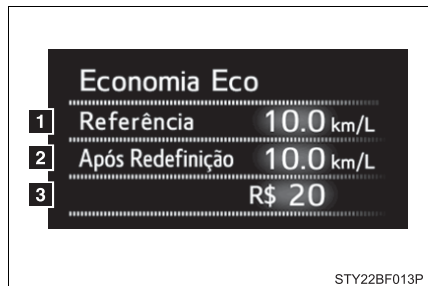 Economia Eco
1 Referência 10.0 km/L
2 Após Redefinição 10.0 km/L
3 R$ 20
STY22BF013P